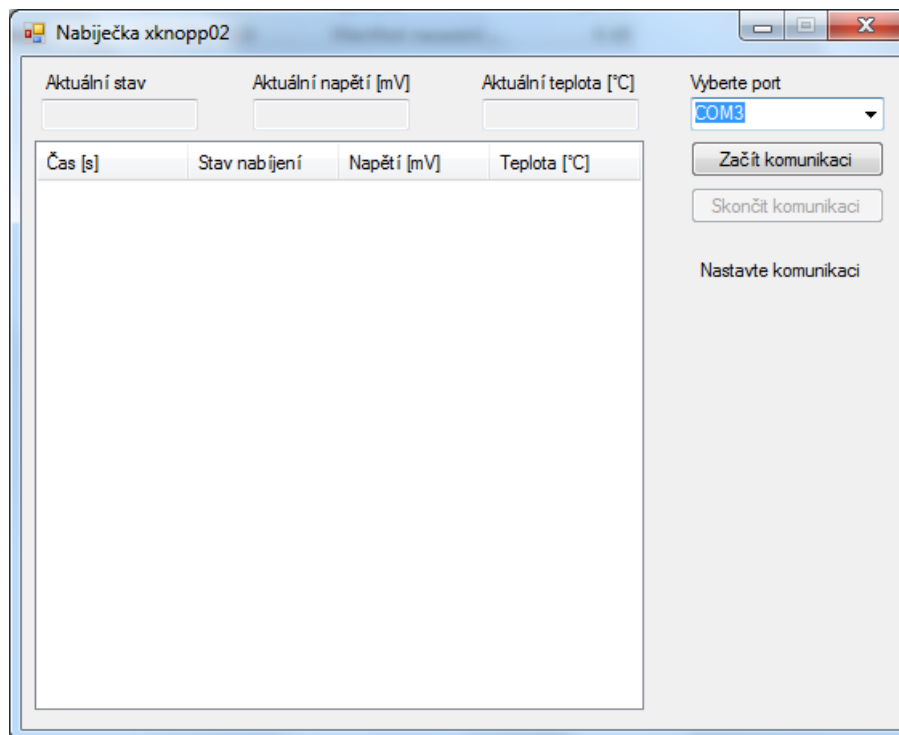 Nabiječka xknopp02
Aktuální stav
Aktuální napětí [mV]
Aktuální teplota [°C]
Vyberte port
COM3
Čas [s]
Stav nabíjení
Napětí [mV]
Teplota [°C]
Začít komunikaci
Skončit komunikaci
Nastavte komunikaci